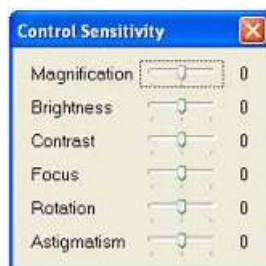 Control Sensitivity
Magnification 0
Brightness 0
Contrast 0
Focus 0
Rotation 0
Astigmatism 0